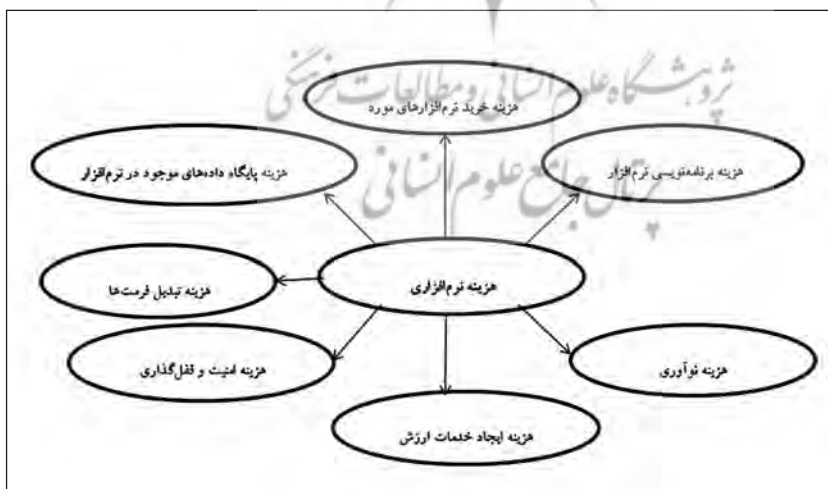 پژوهشگاه علوم انسانی و مطالعات فرهنگی
هزینه خرید نرم‌افزارهای مورد
پرتال جامع علوم انسانی
هزینه برنامه‌نویسی نرم‌افزار
هزینه پایگاه داده‌های موجود در نرم‌افزار
هزینه نرم‌افزاری
هزینه تبدیل فرمت‌ها
هزینه نوآوری
هزینه امنیت و قفل‌گذاری
هزینه ایجاد خدمات ارزش